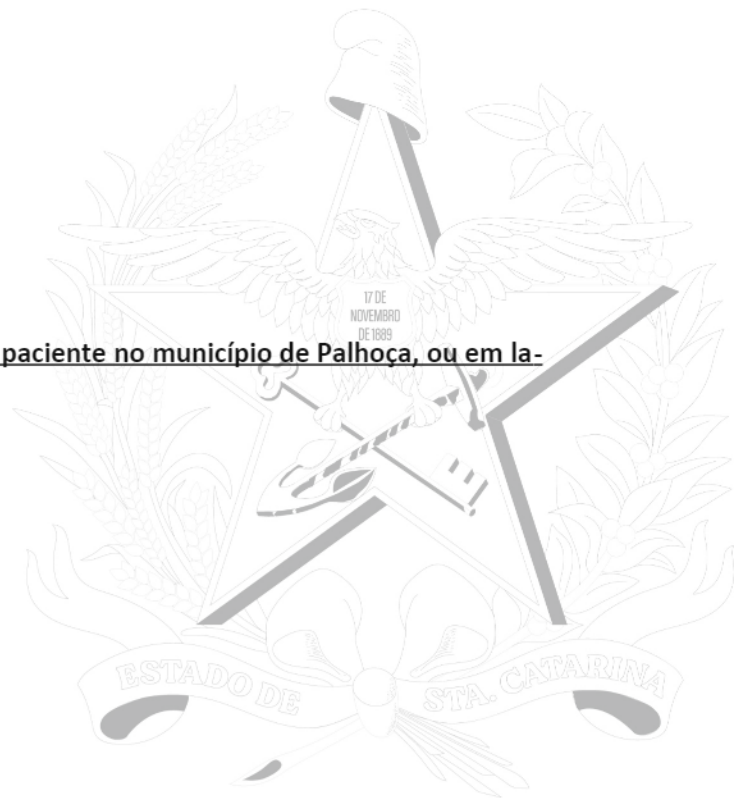 17 DE
NOVEMBRO
DE 1889
paciente no município de Palhoça, ou em la-
ESTADO DE STA. CATARINA